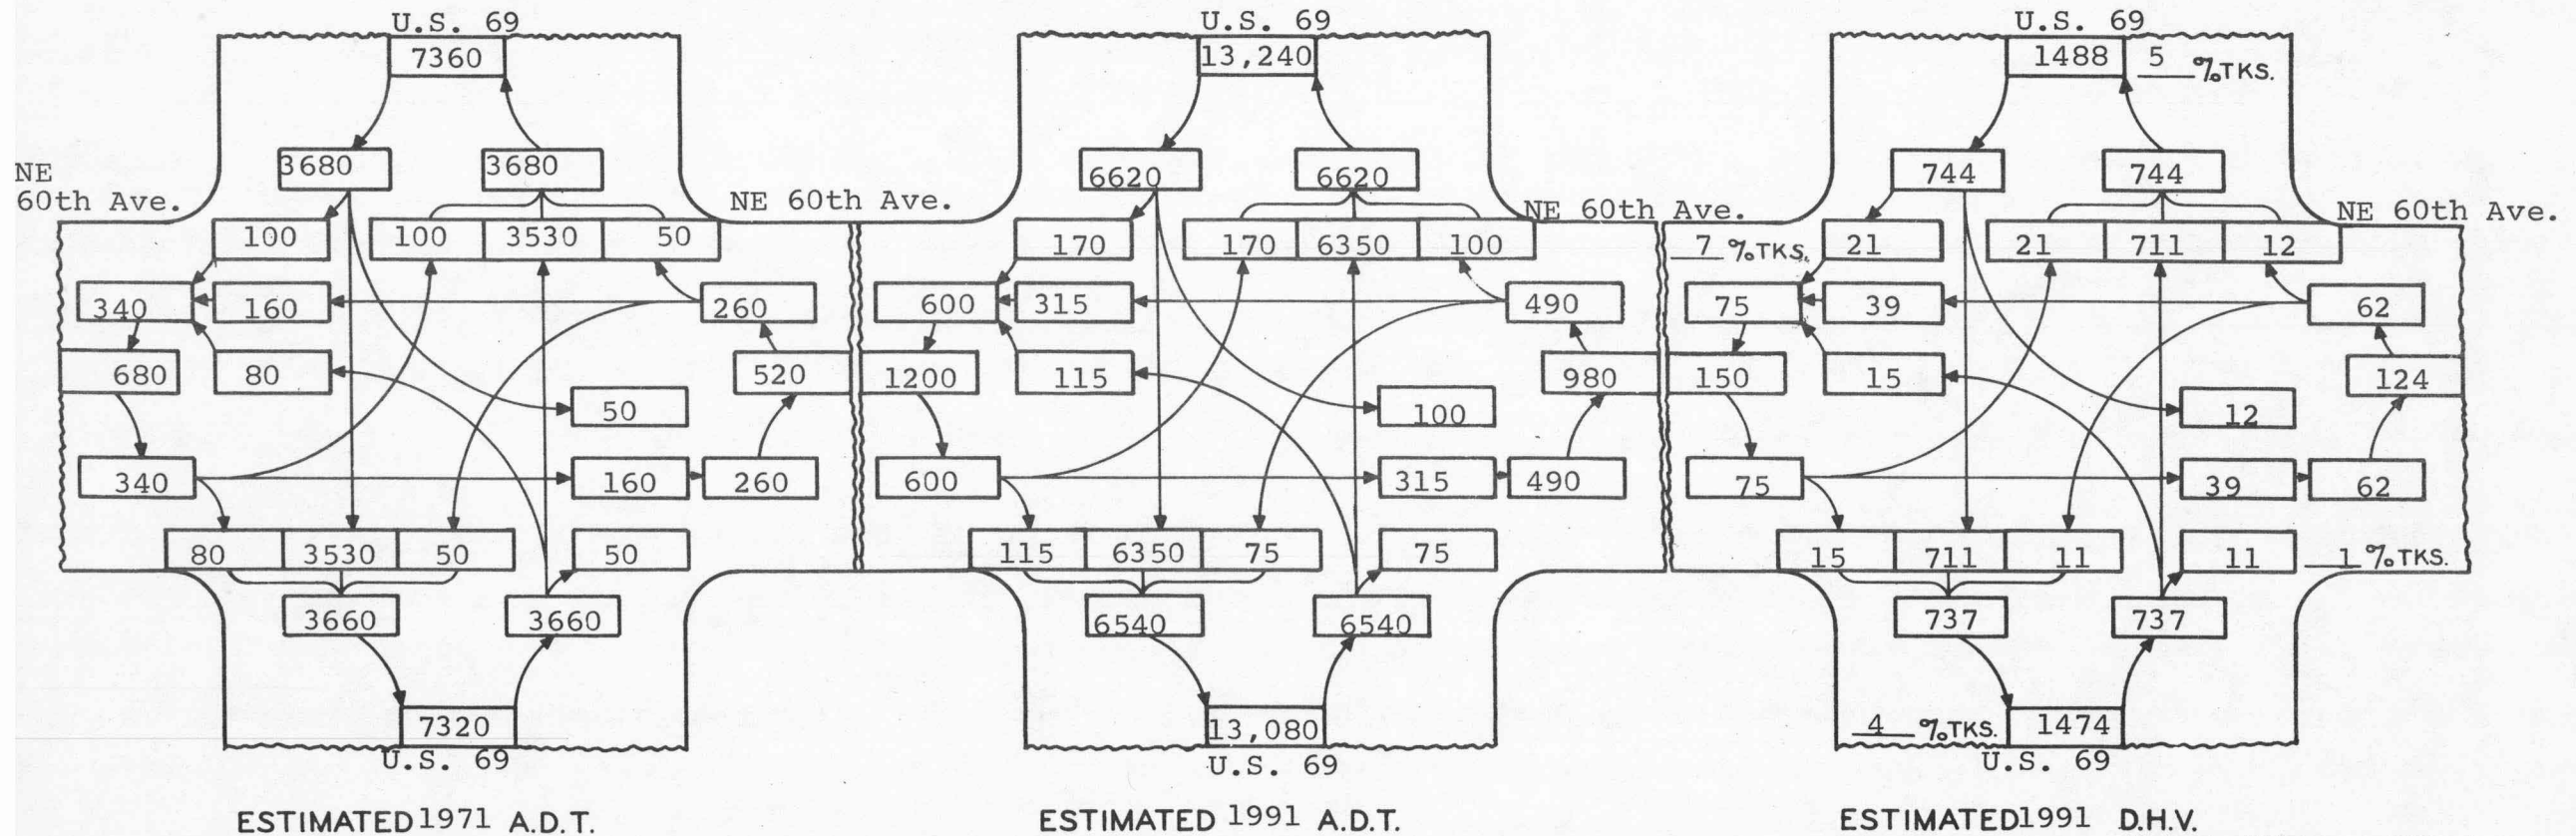 U.S. 69
7360
3680 3680
NE
60th Ave.
NE 60th Ave.
100 100 3530 50
340 160 260
680 80 520
50
340 160 260
80 3530 50 50
3660 3660
7320
U.S. 69
ESTIMATED 1971 A.D.T.
U.S. 69
13,240
6620 6620
NE 60th Ave.
170 170 6350 100
600 315 490
1200 115 980
100
600 315 490
115 6350 75 75
6540 6540
13,080
U.S. 69
ESTIMATED 1991 A.D.T.
U.S. 69
1488 5 %TKS.
744 744
NE 60th Ave.
7 %TKS. 21 21 711 12
75 39 62
150 15 124
12
75 39 62
15 711 11 11 1 %TKS.
737 737
4 %TKS. 1474
U.S. 69
ESTIMATED 1991 D.H.V.